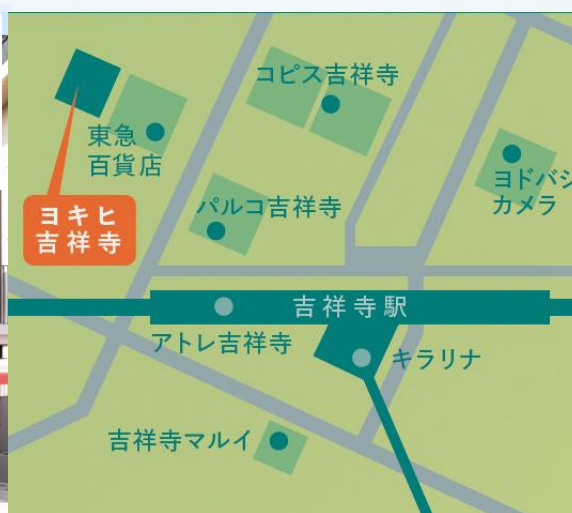 コピス吉祥寺
東急
百貨店
ヨドバシ
カメラ
ヨキヒ
吉祥寺
パルコ吉祥寺
吉祥寺駅
アトレ吉祥寺
キラリナ
吉祥寺マルイ